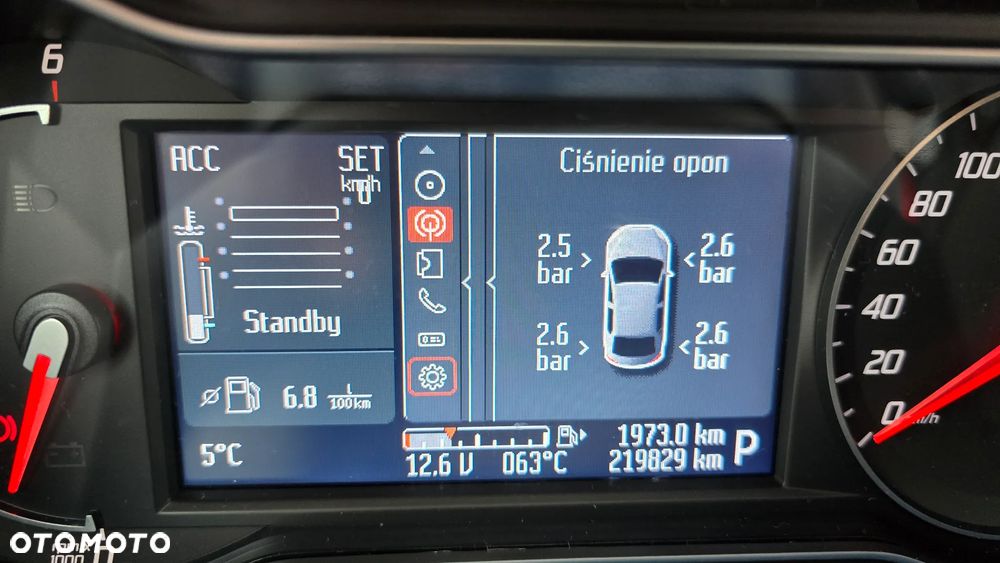 6
ACC SET
km/h
Standby
6.8 l/100km
5°C
Ciśnienie opon
2.5 bar
2.6 bar
2.6 bar
2.6 bar
12.6 V 063°C
1973.0 km
219829 km
P
100
80
60
40
20
0
km/h
1000
OTOMOTO